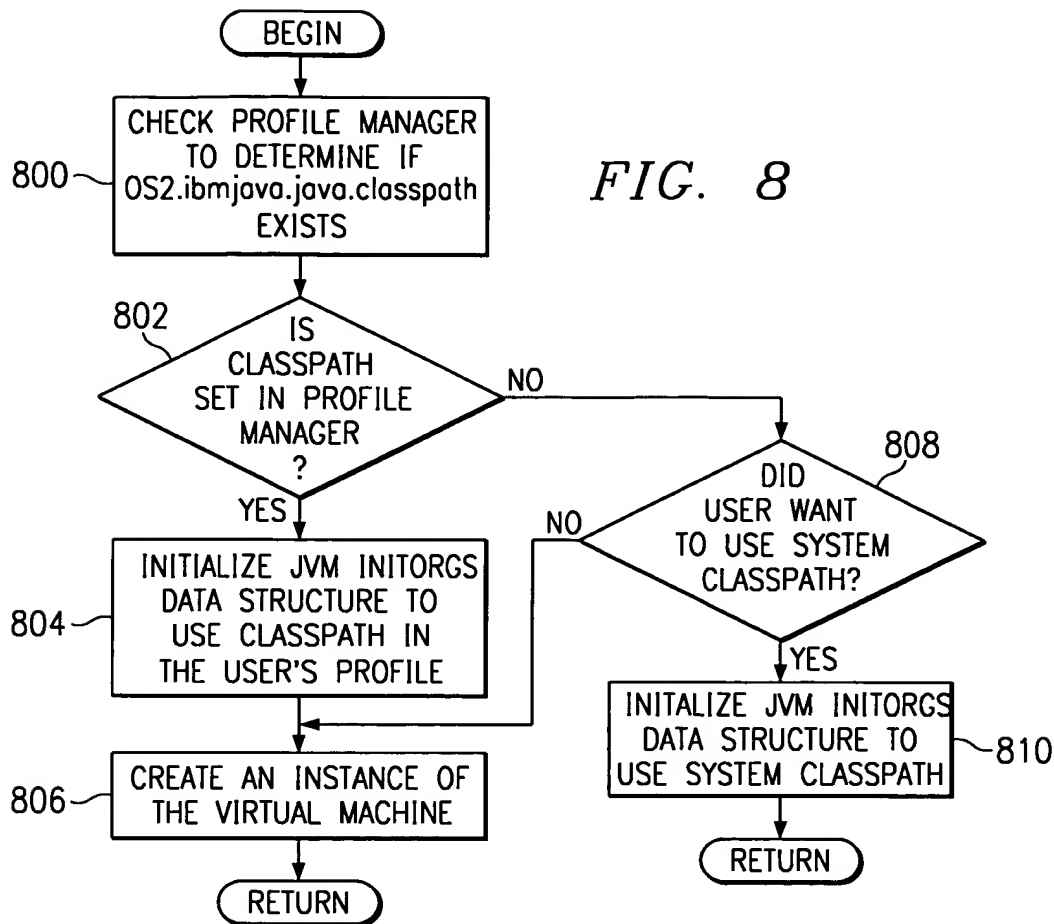 BEGIN
CHECK PROFILE MANAGER
TO DETERMINE IF
OS2.ibmjava.java.classpath
EXISTS
800
FIG. 8
802
IS
CLASSPATH
SET IN PROFILE
MANAGER
?
NO
YES
808
DID
USER WANT
TO USE SYSTEM
CLASSPATH?
NO
YES
804
INITIALIZE JVM INITORGS
DATA STRUCTURE TO
USE CLASSPATH IN
THE USER'S PROFILE
INITALIZE JVM INITORGS
DATA STRUCTURE TO
USE SYSTEM CLASSPATH
810
806
CREATE AN INSTANCE OF
THE VIRTUAL MACHINE
RETURN
RETURN